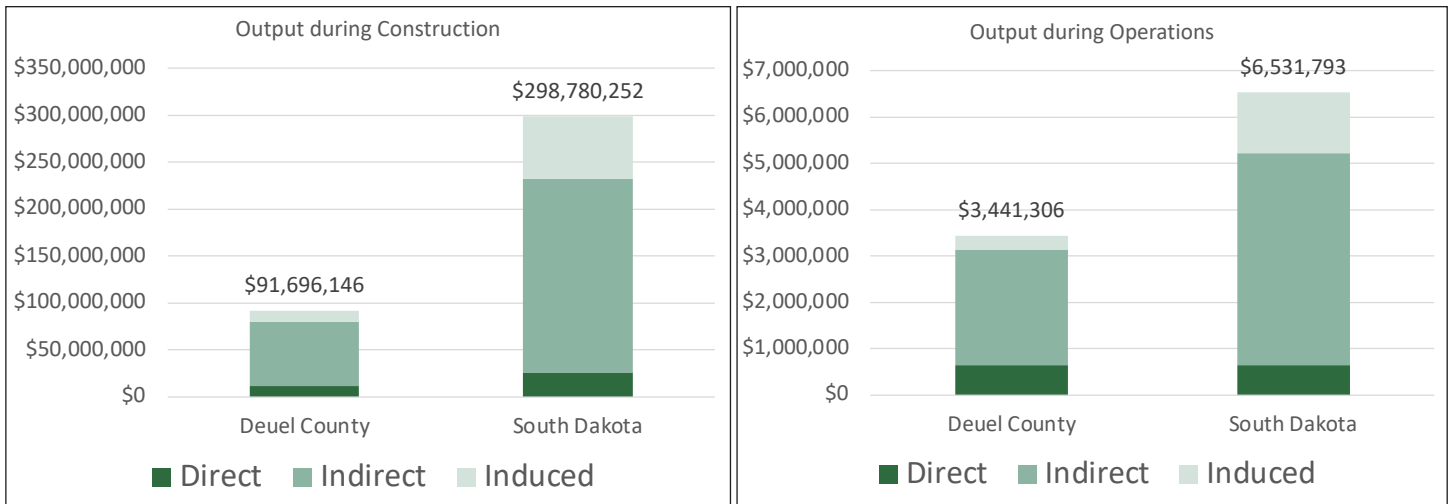 Output during Construction
$350,000,000
$300,000,000
$250,000,000
$200,000,000
$150,000,000
$100,000,000
$50,000,000
$0
$91,696,146
$298,780,252
Deuel County
South Dakota
Direct
Indirect
Induced
Output during Operations
$7,000,000
$6,000,000
$5,000,000
$4,000,000
$3,000,000
$2,000,000
$1,000,000
$0
$3,441,306
$6,531,793
Deuel County
South Dakota
Direct
Indirect
Induced